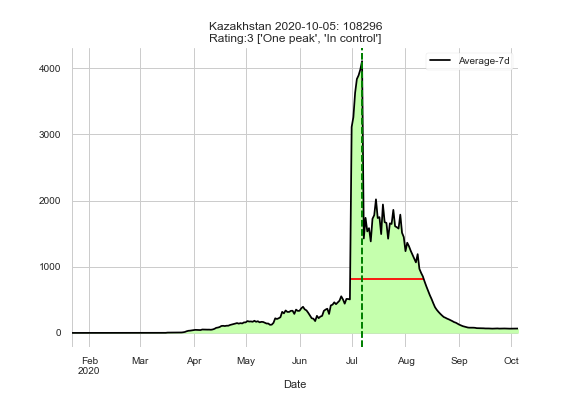 Kazakhstan 2020-10-05: 108296
Rating:3 ['One peak', 'In control']
Average-7d
4000
3000
2000
1000
0
Feb Mar Apr May Jun Jul Aug Sep Oct
2020
Date